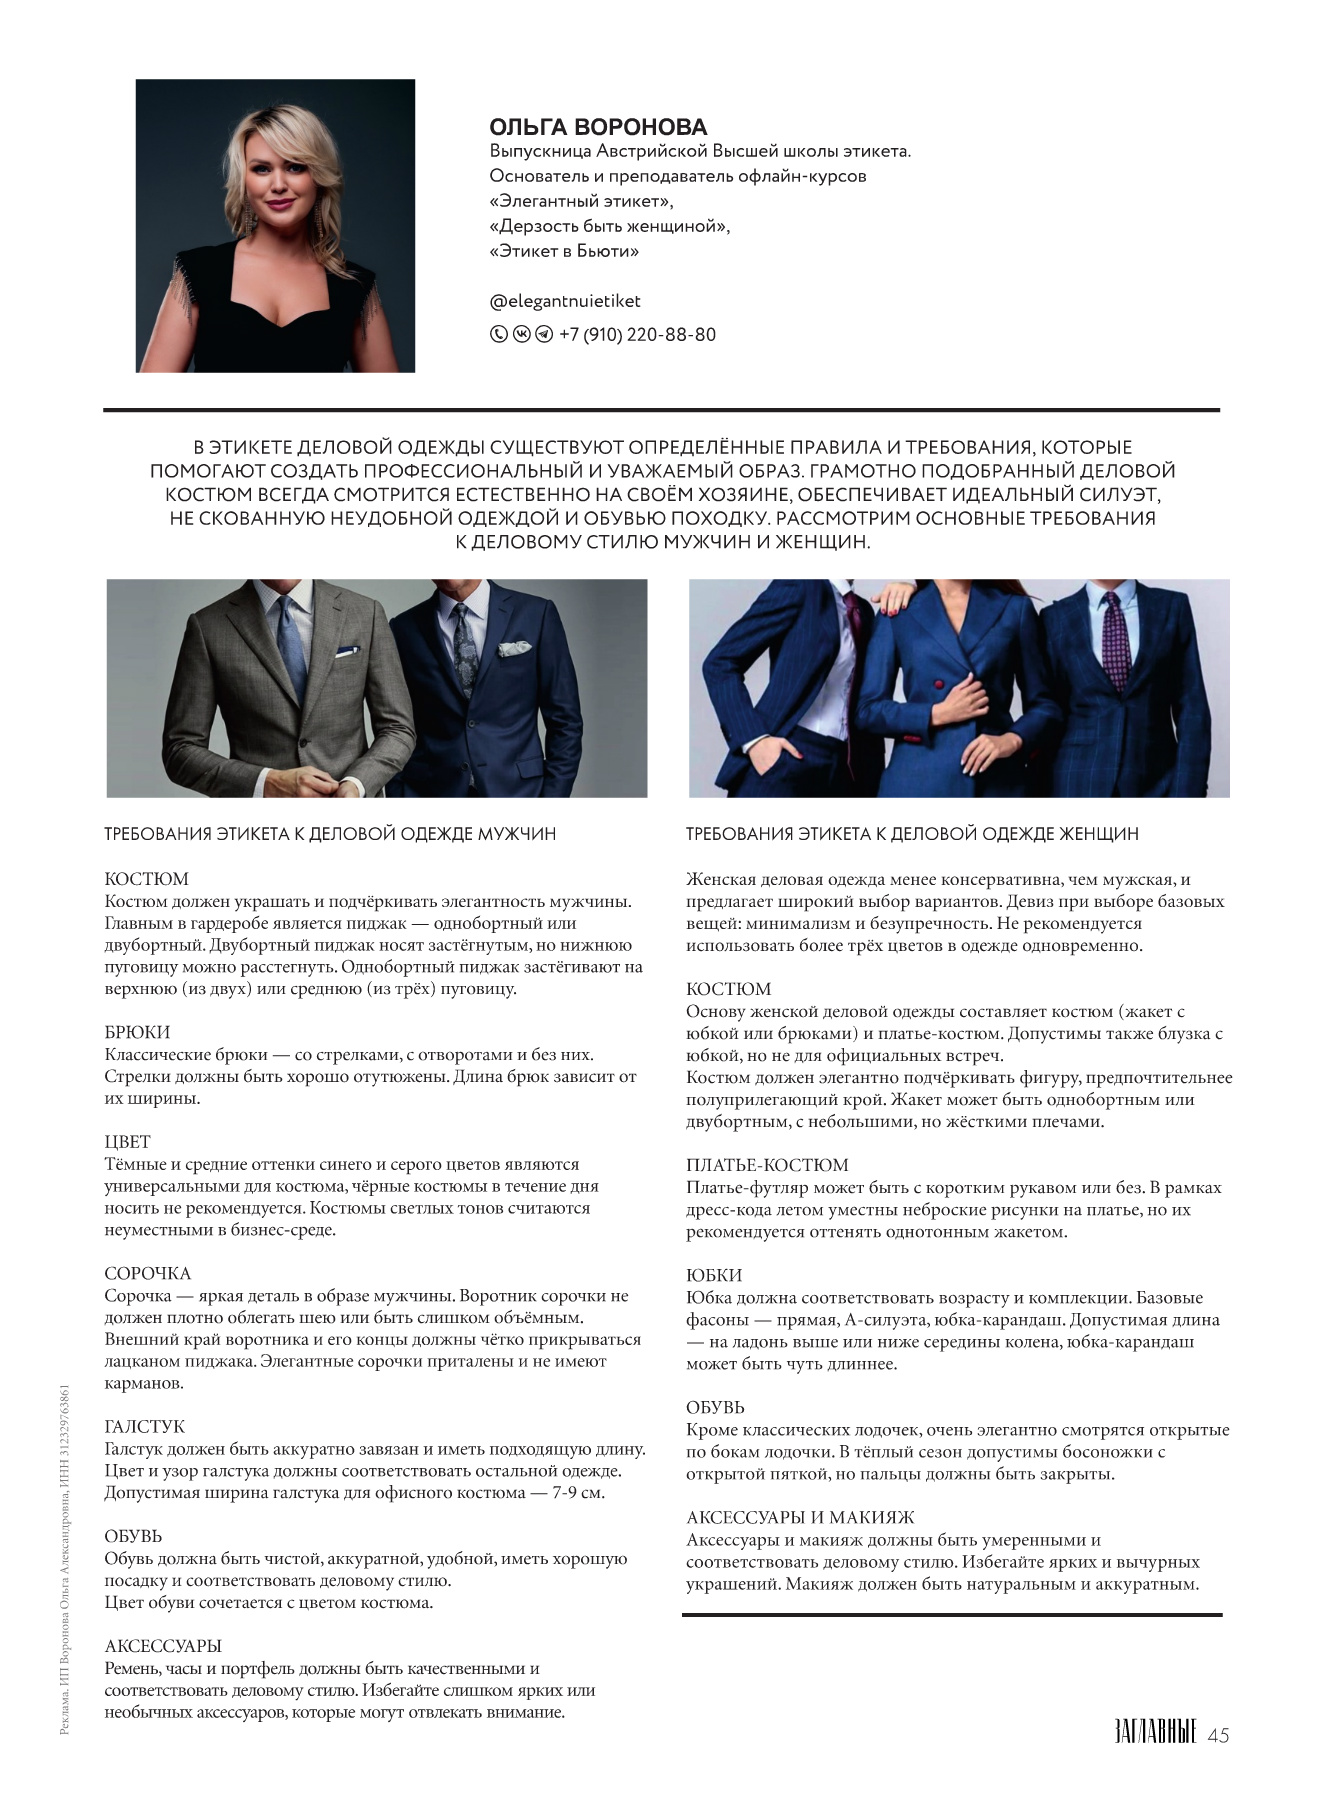 ОЛЬГА ВОРОНОВА
Выпускница Австрийской Высшей школы этикета.
Основатель и преподаватель офлайн-курсов
«Элегантный этикет»,
«Дерзость быть женщиной»,
«Этикет в Бьюти»
@elegantnuietiket
+7 (910) 220-88-80
В ЭТИКЕТЕ ДЕЛОВОЙ ОДЕЖДЫ СУЩЕСТВУЮТ ОПРЕДЕЛЁННЫЕ ПРАВИЛА И ТРЕБОВАНИЯ, КОТОРЫЕ
ПОМОГАЮТ СОЗДАТЬ ПРОФЕССИОНАЛЬНЫЙ И УВАЖАЕМЫЙ ОБРАЗ. ГРАМОТНО ПОДОБРАННЫЙ ДЕЛОВОЙ
КОСТЮМ ВСЕГДА СМОТРИТСЯ ЕСТЕСТВЕННО НА СВОЁМ ХОЗЯИНЕ, ОБЕСПЕЧИВАЕТ ИДЕАЛЬНЫЙ СИЛУЭТ,
НЕ СКОВАННУЮ НЕУДОБНОЙ ОДЕЖДОЙ И ОБУВЬЮ ПОХОДКУ. РАССМОТРИМ ОСНОВНЫЕ ТРЕБОВАНИЯ
К ДЕЛОВОМУ СТИЛЮ МУЖЧИН И ЖЕНЩИН.
ТРЕБОВАНИЯ ЭТИКЕТА К ДЕЛОВОЙ ОДЕЖДЕ МУЖЧИН
КОСТЮМ
Костюм должен украшать и подчёркивать элегантность мужчины.
Главным в гардеробе является пиджак — однобортный или
двубортный. Двубортный пиджак носят застёгнутым, но нижнюю
пуговицу можно расстегнуть. Однобортный пиджак застёгивают на
верхнюю (из двух) или среднюю (из трёх) пуговицу.
БРЮКИ
Классические брюки — со стрелками, с отворотами и без них.
Стрелки должны быть хорошо отутюжены. Длина брюк зависит от
их ширины.
ЦВЕТ
Тёмные и средние оттенки синего и серого цветов являются
универсальными для костюма, чёрные костюмы в течение дня
носить не рекомендуется. Костюмы светлых тонов считаются
неуместными в бизнес-среде.
СОРОЧКА
Сорочка — яркая деталь в образе мужчины. Воротник сорочки не
должен плотно облегать шею или быть слишком объёмным.
Внешний край воротника и его концы должны чётко прикрываться
лацканом пиджака. Элегантные сорочки приталены и не имеют
карманов.
ГАЛСТУК
Галстук должен быть аккуратно завязан и иметь подходящую длину.
Цвет и узор галстука должны соответствовать остальной одежде.
Допустимая ширина галстука для офисного костюма — 7-9 см.
ОБУВЬ
Обувь должна быть чистой, аккуратной, удобной, иметь хорошую
посадку и соответствовать деловому стилю.
Цвет обуви сочетается с цветом костюма.
АКСЕССУАРЫ
Ремень, часы и портфель должны быть качественными и
соответствовать деловому стилю. Избегайте слишком ярких или
необычных аксессуаров, которые могут отвлекать внимание.
ТРЕБОВАНИЯ ЭТИКЕТА К ДЕЛОВОЙ ОДЕЖДЕ ЖЕНЩИН
Женская деловая одежда менее консервативна, чем мужская, и
предлагает широкий выбор вариантов. Девиз при выборе базовых
вещей: минимализм и безупречность. Не рекомендуется
использовать более трёх цветов в одежде одновременно.
КОСТЮМ
Основу женской деловой одежды составляет костюм (жакет с
юбкой или брюками) и платье-костюм. Допустимы также блузка с
юбкой, но не для официальных встреч.
Костюм должен элегантно подчёркивать фигуру, предпочтительнее
полуприлегающий крой. Жакет может быть однобортным или
двубортным, с небольшими, но жёсткими плечами.
ПЛАТЬЕ-КОСТЮМ
Платье-футляр может быть с коротким рукавом или без. В рамках
дресс-кода летом уместны неброские рисунки на платье, но их
рекомендуется оттенять однотонным жакетом.
ЮБКИ
Юбка должна соответствовать возрасту и комплекции. Базовые
фасоны — прямая, А-силуэта, юбка-карандаш. Допустимая длина
— на ладонь выше или ниже середины колена, юбка-карандаш
может быть чуть длиннее.
ОБУВЬ
Кроме классических лодочек, очень элегантно смотрятся открытые
по бокам лодочки. В тёплый сезон допустимы босоножки с
открытой пяткой, но пальцы должны быть закрыты.
АКСЕССУАРЫ И МАКИЯЖ
Аксессуары и макияж должны быть умеренными и
соответствовать деловому стилю. Избегайте ярких и вычурных
украшений. Макияж должен быть натуральным и аккуратным.
Реклама. ИП Воронова Ольга Александровна, ИНН 312329763861
ЗАГЛАВНЫЕ 45